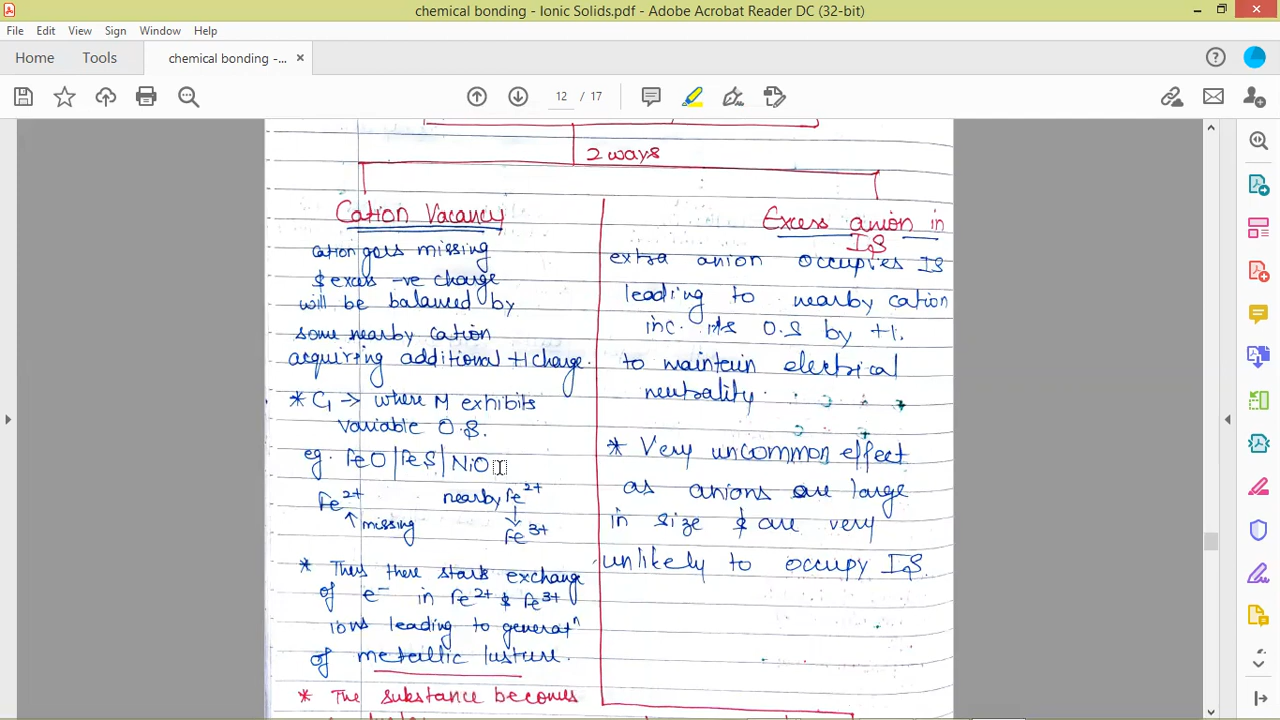 chemical bonding - Ionic Solids.pdf - Adobe Acrobat Reader DC (32-bit)
File Edit View Sign Window Help
Home Tools chemical bonding -... ×
12 / 17
2 ways
Cation Vacancy
cation goes missing
& excess -ve charge
will be balanced by
some nearby cation
acquiring additional +1 charge.
* C₁ → where M exhibits
variable O.S.
eg. FeO | FeS | NiO
Fe²⁺ nearby Fe²⁺
↑ missing ↓
Fe³⁺
* Thus there starts exchange
of e⁻ in Fe²⁺ & Fe³⁺
ions leading to generatⁿ
of metallic lusture.
* The substance becomes
Excess anion in
IS
extra anion occupies IS
leading to nearby cation
inc. its O.S by +1.
to maintain electrical
neutrality.
* Very uncommon effect
as anions are large
in size & are very
unlikely to occupy IS.